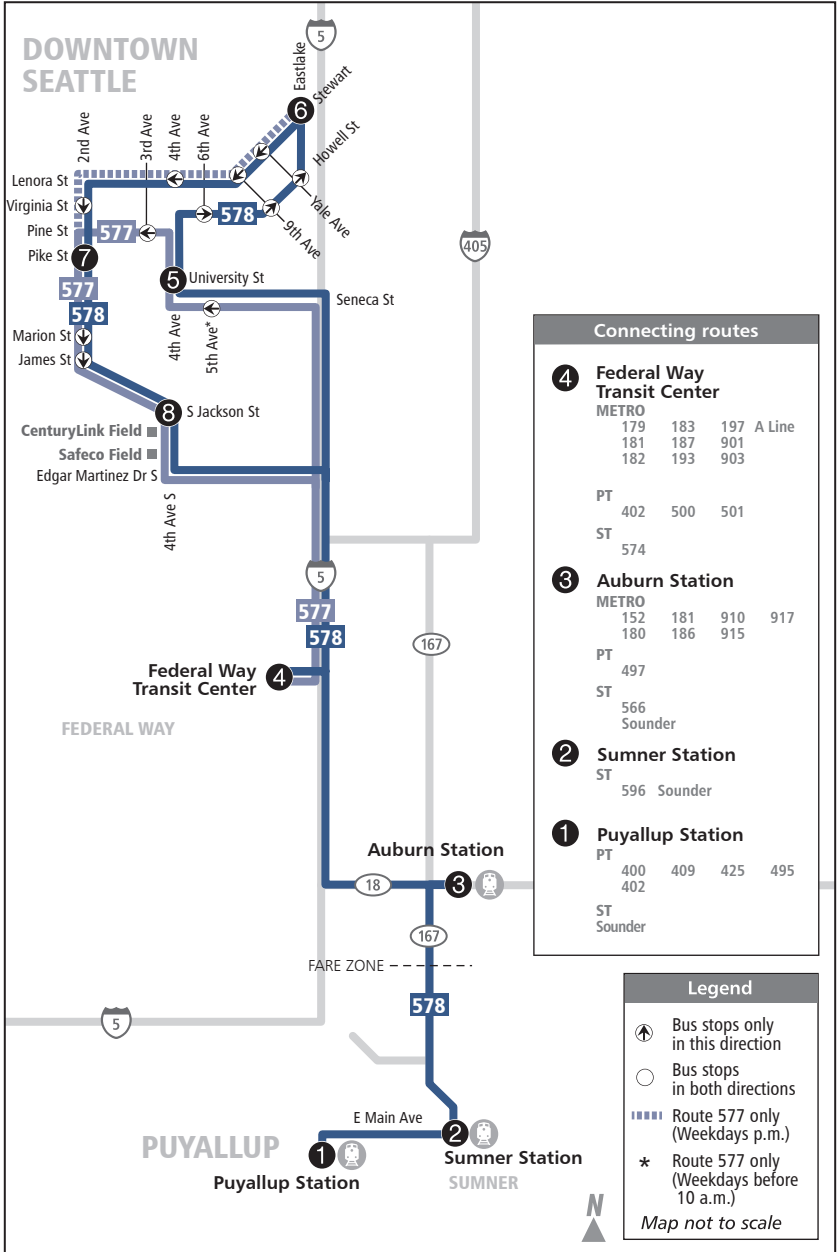 DOWNTOWN
SEATTLE
5
Eastlake
Stewart
6
2nd Ave
3rd Ave
4th Ave
6th Ave
Howell St
Lenora St
Virginia St
Pine St
577
578
Yale Ave
9th Ave
Pike St
7
5
University St
577
578
Seneca St
405
4th Ave
5th Ave*
Marion St
James St
8
S Jackson St
CenturyLink Field
Safeco Field
Edgar Martinez Dr S
4th Ave S
5
577
578
167
Federal Way
Transit Center
4
FEDERAL WAY
Auburn Station
18
3
167
FARE ZONE
578
5
E Main Ave
PUYALLUP
1
2
Puyallup Station
Sumner Station
SUMNER
N
Connecting routes
4 Federal Way
Transit Center
METRO
179 183 197 A Line
181 187 901
182 193 903
PT
402 500 501
ST
574
3 Auburn Station
METRO
152 181 910 917
180 186 915
PT
497
ST
566
Sounder
2 Sumner Station
ST
596 Sounder
1 Puyallup Station
PT
400 409 425 495
402
ST
Sounder
Legend
Bus stops only
in this direction
Bus stops
in both directions
Route 577 only
(Weekdays p.m.)
* Route 577 only
(Weekdays before
10 a.m.)
Map not to scale